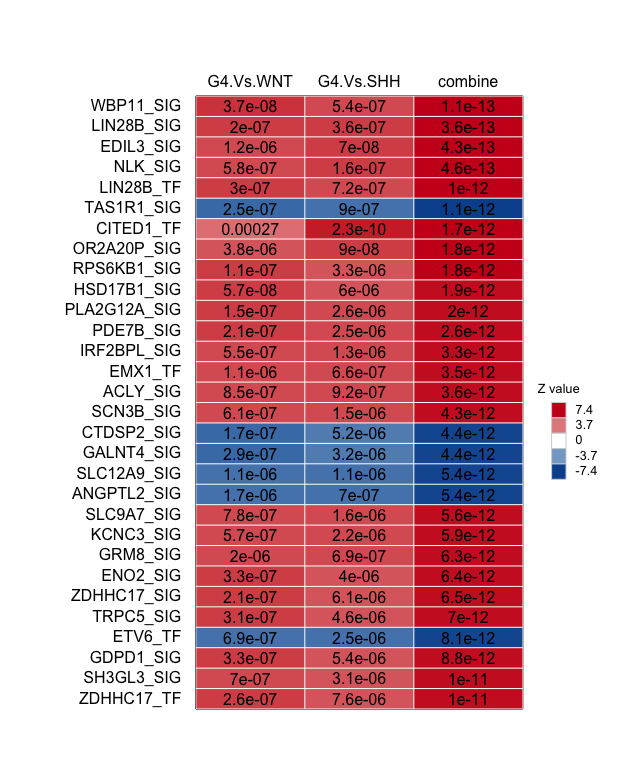 G4.Vs.WNT G4.Vs.SHH combine
WBP11_SIG 3.7e-08 5.4e-07 1.1e-13
LIN28B_SIG 2e-07 3.6e-07 3.6e-13
EDIL3_SIG 1.2e-06 7e-08 4.3e-13
NLK_SIG 5.8e-07 1.6e-07 4.6e-13
LIN28B_TF 3e-07 7.2e-07 1e-12
TAS1R1_SIG 2.5e-07 9e-07 1.1e-12
CITED1_TF 0.00027 2.3e-10 1.7e-12
OR2A20P_SIG 3.8e-06 9e-08 1.8e-12
RPS6KB1_SIG 1.1e-07 3.3e-06 1.8e-12
HSD17B1_SIG 5.7e-08 6e-06 1.9e-12
PLA2G12A_SIG 1.5e-07 2.6e-06 2e-12
PDE7B_SIG 2.1e-07 2.5e-06 2.6e-12
IRF2BPL_SIG 5.5e-07 1.3e-06 3.3e-12
EMX1_TF 1.1e-06 6.6e-07 3.5e-12
ACLY_SIG 8.5e-07 9.2e-07 3.6e-12
SCN3B_SIG 6.1e-07 1.5e-06 4.3e-12
CTDSP2_SIG 1.7e-07 5.2e-06 4.4e-12
GALNT4_SIG 2.9e-07 3.2e-06 4.4e-12
SLC12A9_SIG 1.1e-06 1.1e-06 5.4e-12
ANGPTL2_SIG 1.7e-06 7e-07 5.4e-12
SLC9A7_SIG 7.8e-07 1.6e-06 5.6e-12
KCNC3_SIG 5.7e-07 2.2e-06 5.9e-12
GRM8_SIG 2e-06 6.9e-07 6.3e-12
ENO2_SIG 3.3e-07 4e-06 6.4e-12
ZDHHC17_SIG 2.1e-07 6.1e-06 6.5e-12
TRPC5_SIG 3.1e-07 4.6e-06 7e-12
ETV6_TF 6.9e-07 2.5e-06 8.1e-12
GDPD1_SIG 3.3e-07 5.4e-06 8.8e-12
SH3GL3_SIG 7e-07 3.1e-06 1e-11
ZDHHC17_TF 2.6e-07 7.6e-06 1e-11
Z value
7.4
3.7
0
-3.7
-7.4